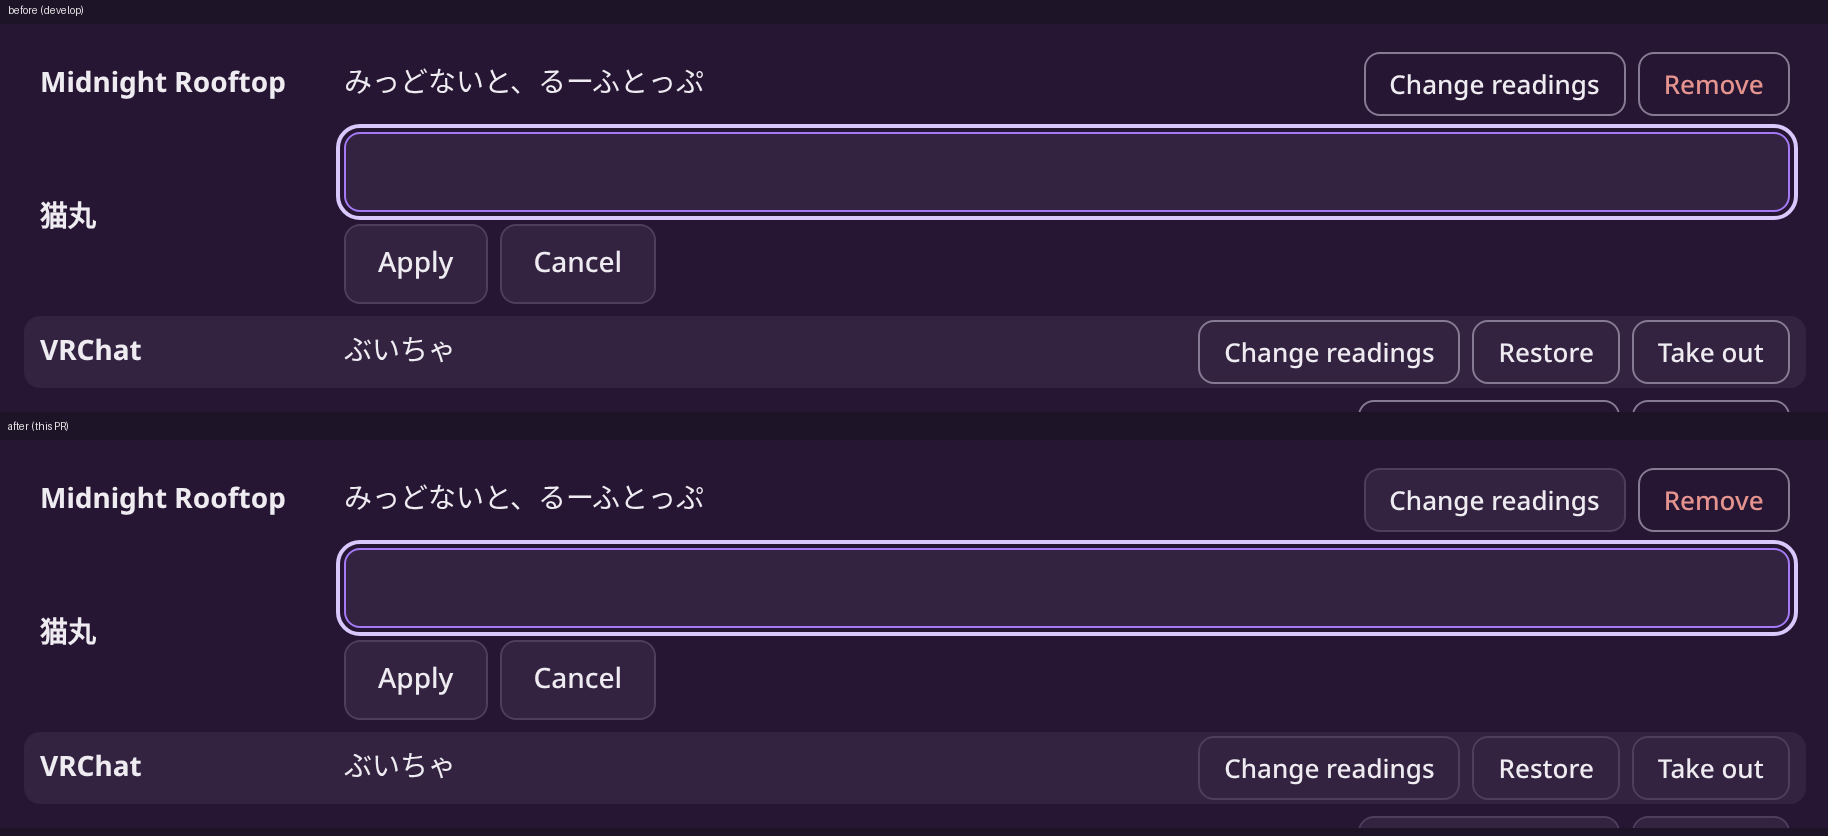 before (develop)
Midnight Rooftop みっどないと、るーふとっぷ Change readings Remove
猫丸
Apply Cancel
VRChat ぶいちゃ Change readings Restore Take out
after (this PR)
Midnight Rooftop みっどないと、るーふとっぷ Change readings Remove
猫丸
Apply Cancel
VRChat ぶいちゃ Change readings Restore Take out